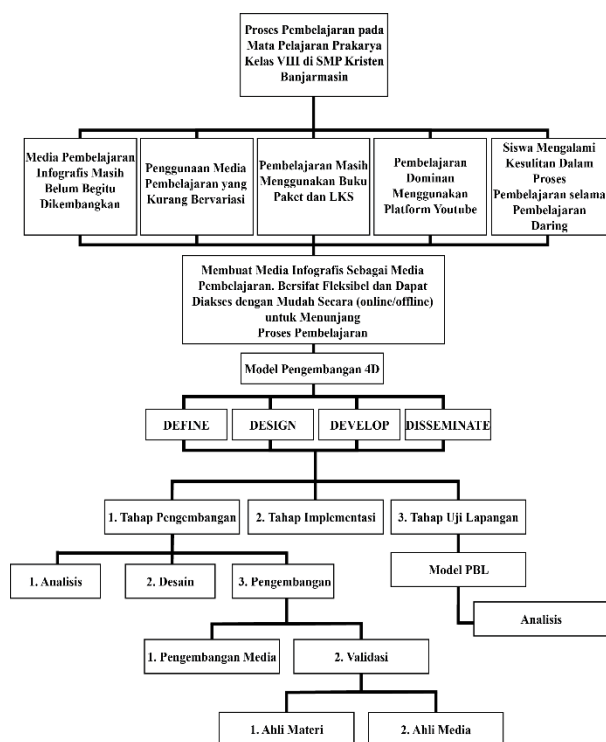 Proses Pembelajaran pada
Mata Pelajaran Prakarya
Kelas VIII di SMP Kristen
Banjarmasin
Media Pembelajaran
Infografis Masih
Belum Begitu
Dikembangkan
Penggunaan Media
Pembelajaran yang
Kurang Bervariasi
Pembelajaran Masih
Menggunakan Buku
Paket dan LKS
Pembelajaran
Dominan
Menggunakan
Platform Youtube
Siswa Mengalami
Kesulitan Dalam
Proses
Pembelajaran selama
Pembelajaran
Daring
Membuat Media Infografis Sebagai Media
Pembelajaran. Bersifat Fleksibel dan Dapat
Diakses dengan Mudah Secara (online/offline)
untuk Menunjang
Proses Pembelajaran
Model Pengembangan 4D
DEFINE
DESIGN
DEVELOP
DISSEMINATE
1. Tahap Pengembangan
2. Tahap Implementasi
3. Tahap Uji Lapangan
1. Analisis
2. Desain
3. Pengembangan
Model PBL
Analisis
1. Pengembangan Media
2. Validasi
1. Ahli Materi
2. Ahli Media